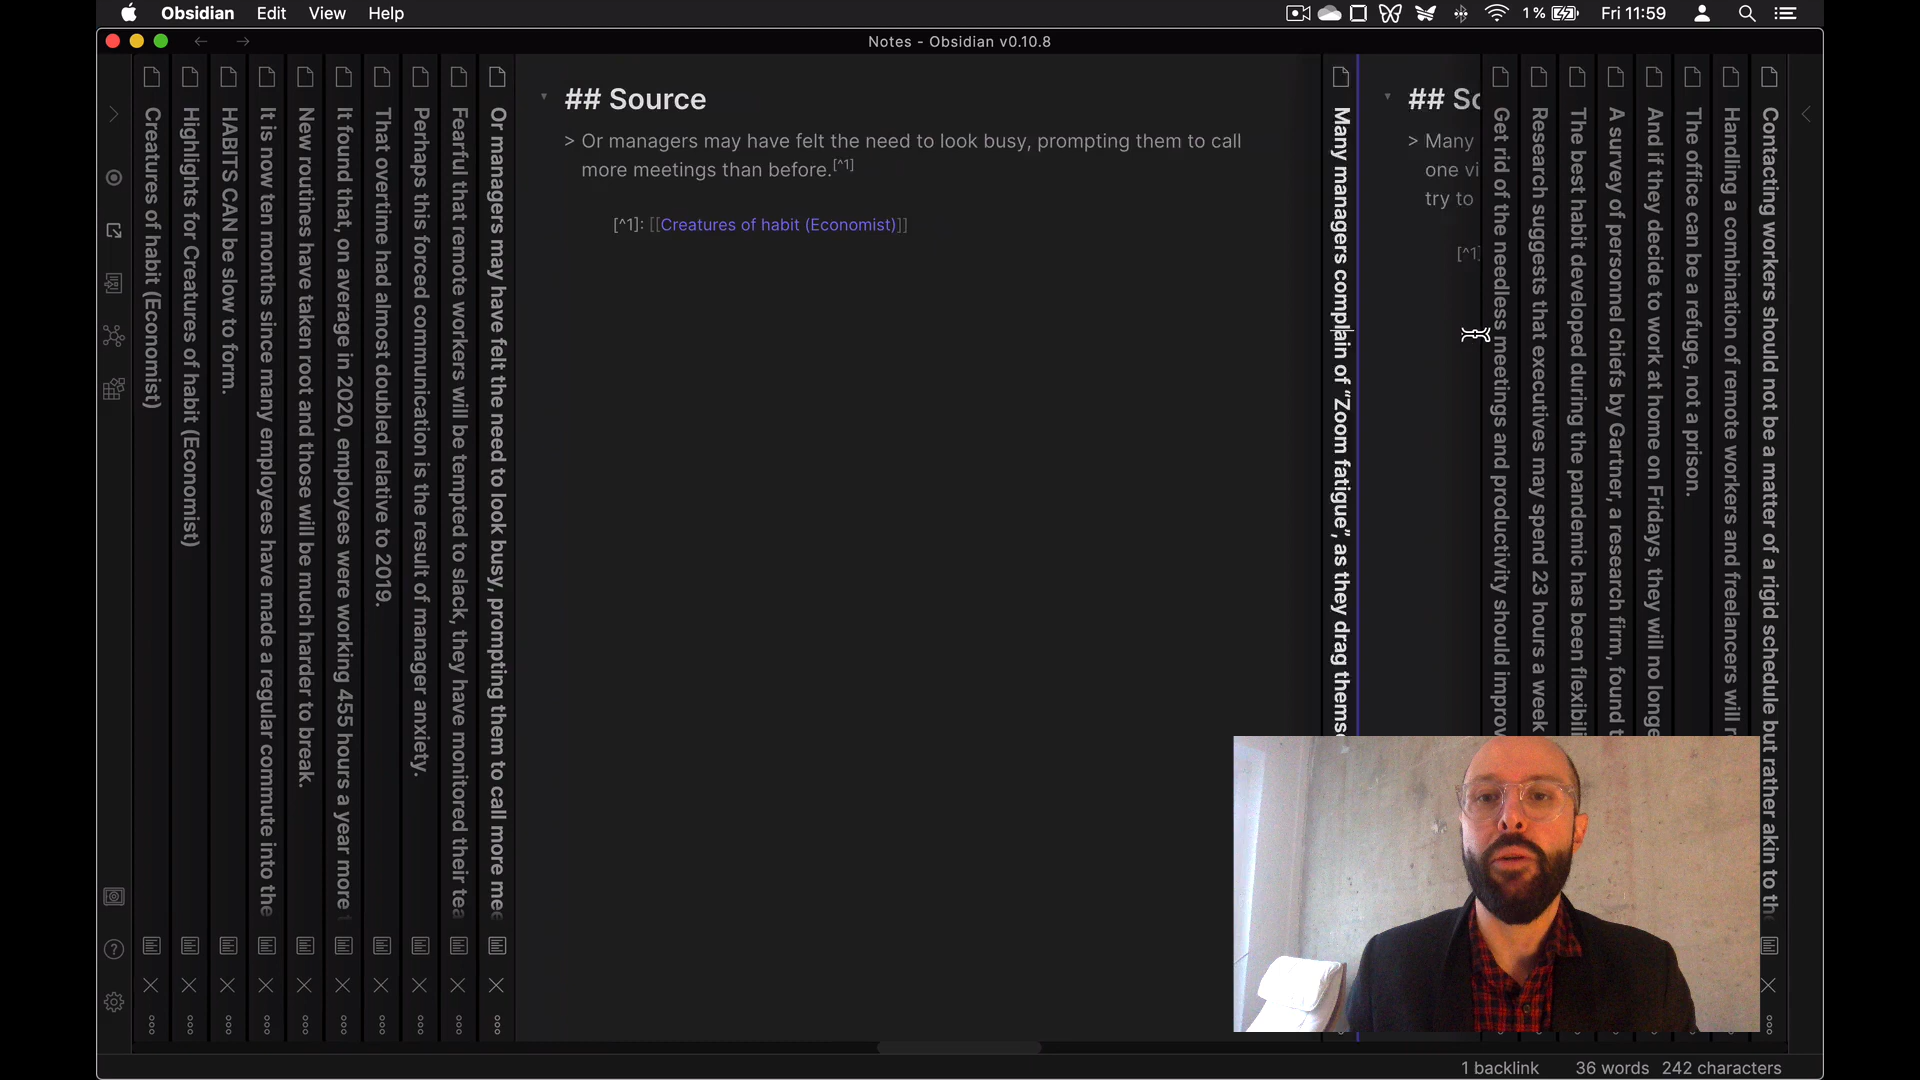 Obsidian Edit View Help
1 % Fri 11:59
Notes - Obsidian v0.10.8
Creatures of habit (Economist)
Highlights for Creatures of habit (Economist)
HABITS CAN be slow to form.
It is now ten months since many employees have made a regular commute into the
New routines have taken root and those will be much harder to break.
It found that, on average in 2020, employees were working 455 hours a year more
That overtime had almost doubled relative to 2019.
Perhaps this forced communication is the result of manager anxiety.
Fearful that remote workers will be tempted to slack, they have monitored their tea
Or managers may have felt the need to look busy, prompting them to call more mee
## Source
> Or managers may have felt the need to look busy, prompting them to call
more meetings than before.[^1]
[^1]: [[Creatures of habit (Economist)]]
Many managers complain of “Zoom fatigue”, as they drag themse
## So
> Many
one vi
try to
[^1]
Get rid of the needless meetings and productivity should improv
Research suggests that executives may spend 23 hours a week
The best habit developed during the pandemic has been flexibili
A survey of personnel chiefs by Gartner, a research firm, found t
And if they decide to work at home on Fridays, they will no longe
The office can be a refuge, not a prison.
Handling a combination of remote workers and freelancers will r
Contacting workers should not be a matter of a rigid schedule but rather akin to th
1 backlink 36 words 242 characters